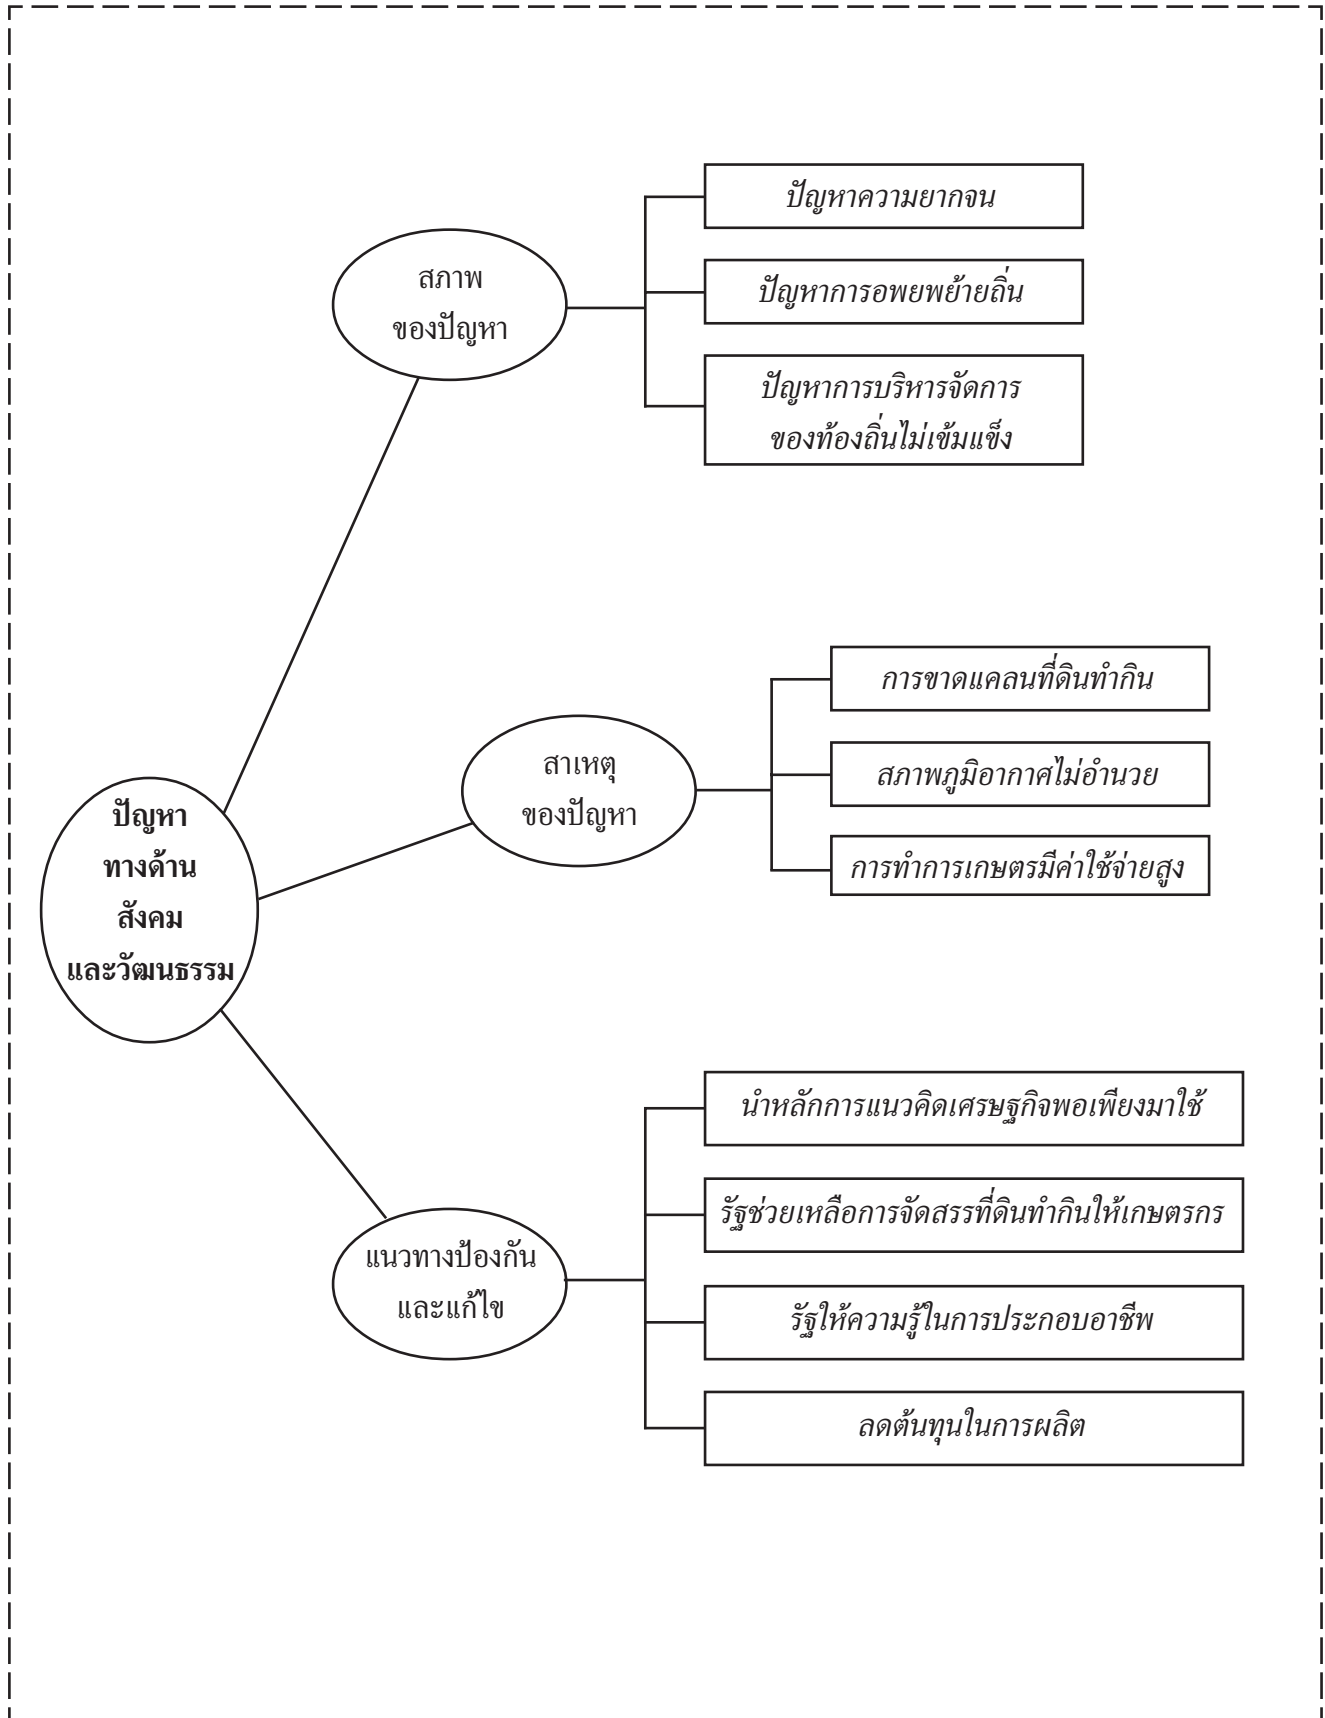 ปัญหา
ทางด้าน
สังคม
และวัฒนธรรม
สภาพ
ของปัญหา
ปัญหาความยากจน
ปัญหาการอพยพย้ายถิ่น
ปัญหาการบริหารจัดการ
ของท้องถิ่นไม่เข้มแข็ง
สาเหตุ
ของปัญหา
การขาดแคลนที่ดินทำกิน
สภาพภูมิอากาศไม่อำนวย
การทำการเกษตรมีค่าใช้จ่ายสูง
แนวทางป้องกัน
และแก้ไข
นำหลักการแนวคิดเศรษฐกิจพอเพียงมาใช้
รัฐช่วยเหลือการจัดสรรที่ดินทำกินให้เกษตรกร
รัฐให้ความรู้ในการประกอบอาชีพ
ลดต้นทุนในการผลิต